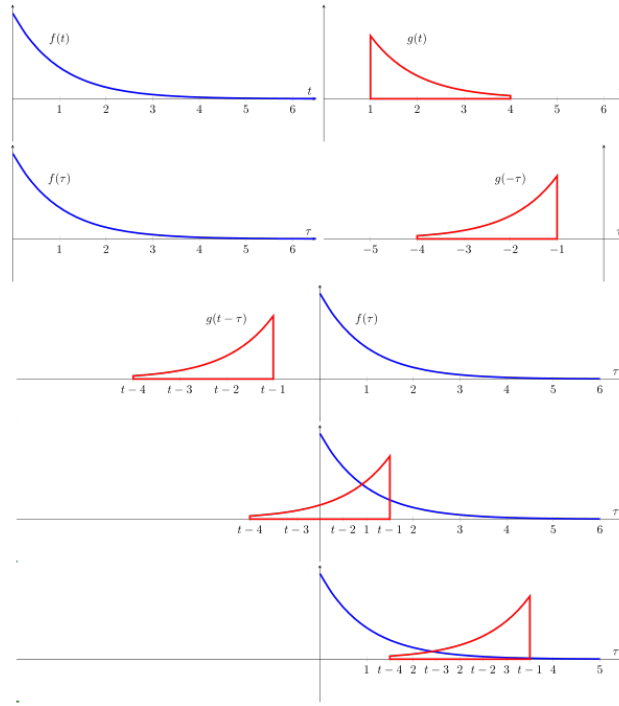 f(t) g(t)
t
1 2 3 4 5 6 1 2 3 4 5 6
f(τ) g(−τ)
τ
1 2 3 4 5 6 −5 −4 −3 −2 −1
g(t − τ) f(τ)
τ
t − 4 t − 3 t − 2 t − 1 1 2 3 4 5 6
τ
t − 4 t − 3 t − 2 1 t − 1 2 3 4 5 6
τ
1 t − 4 2 t − 3 2 t − 2 3 t − 1 4 5